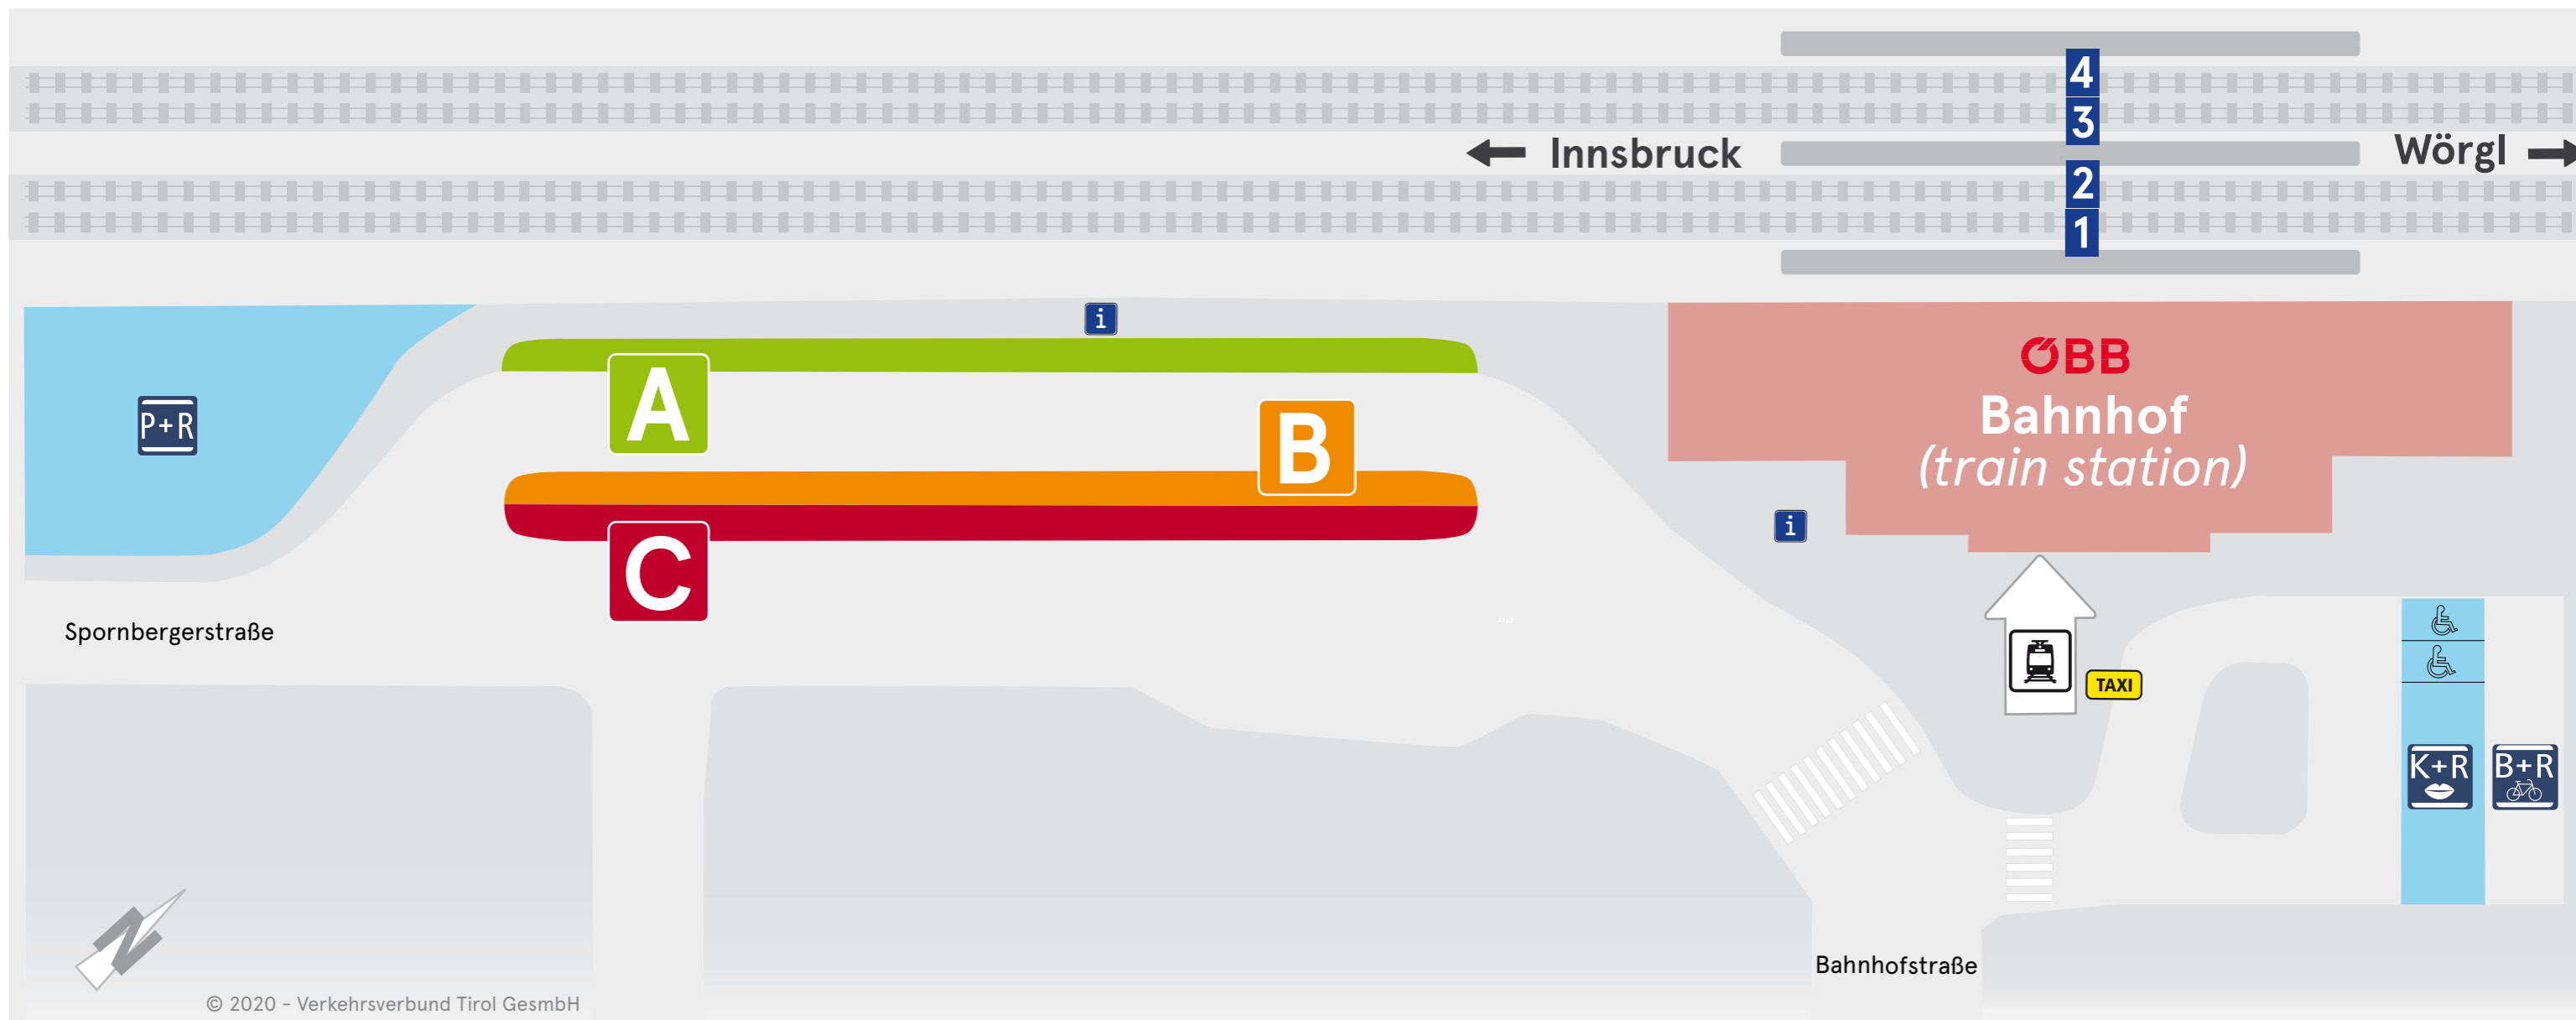 4
3
← Innsbruck
Wörgl →
2
1
i
ÖBB
Bahnhof
(train station)
A
B
P+R
i
C
Spornbergerstraße
TAXI
K+R
B+R
N
Bahnhofstraße
© 2020 - Verkehrsverbund Tirol GesmbH